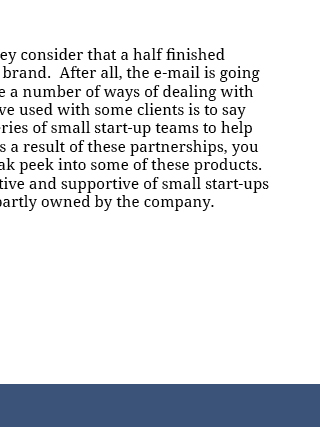 ey consider that a half finished
brand.  After all, the e-mail is going
e a number of ways of dealing with
ve used with some clients is to say
ries of small start-up teams to help
s a result of these partnerships, you
ak peek into some of these products.
tive and supportive of small start-ups
partly owned by the company.